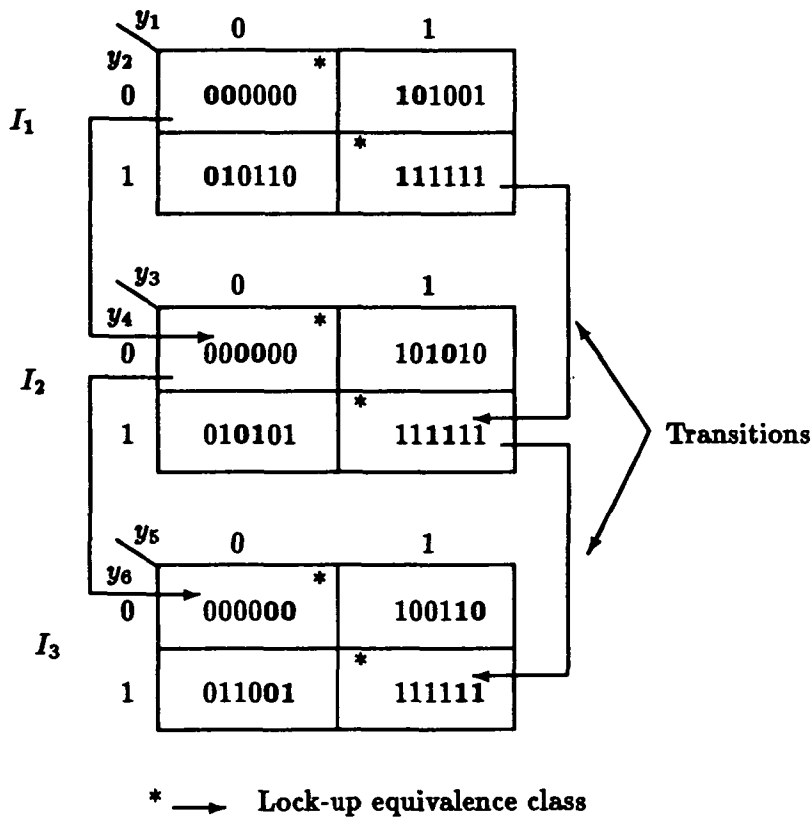 y1 0 1
y2
0 000000 * 101001
I1
1 010110 * 111111
y3 0 1
y4
0 000000 * 101010
I2
1 010101 * 111111
Transitions
y5 0 1
y6
0 000000 * 100110
I3
1 011001 * 111111
* Lock-up equivalence class